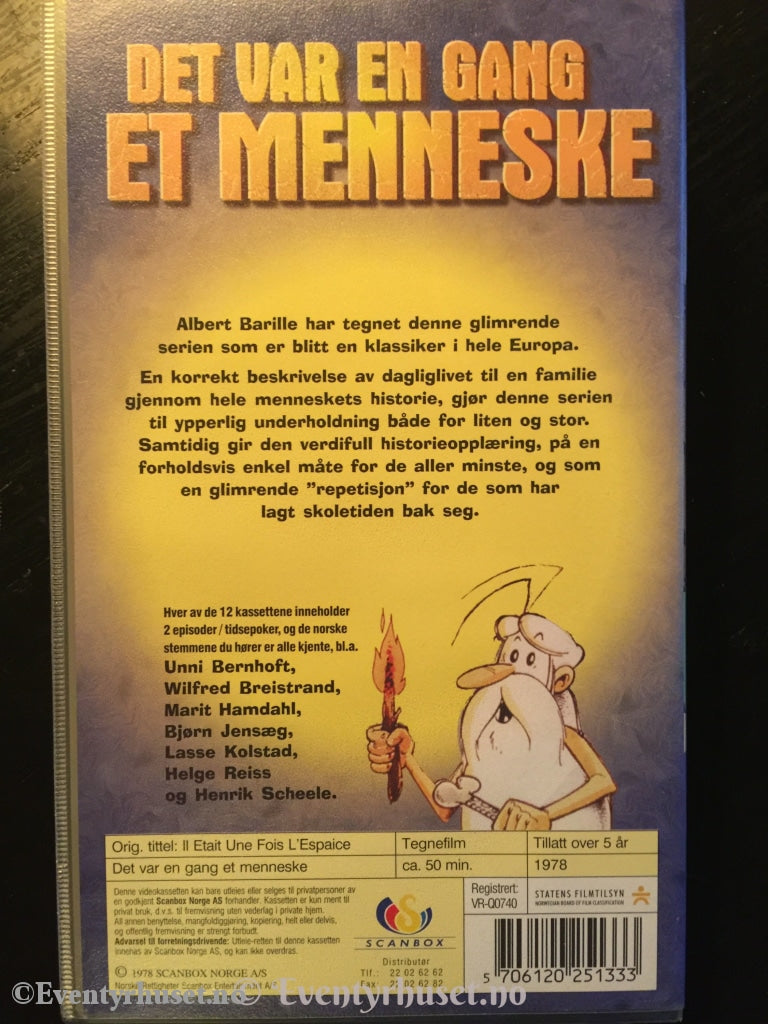 DET VAR EN GANG
ET MENNESKE
Albert Barille har tegnet denne glimrende
serien som er blitt en klassiker i hele Europa.
En korrekt beskrivelse av dagliglivet til en familie
gjennom hele menneskets historie, gjør denne serien
til ypperlig underholdning både for liten og stor.
Samtidig gir den verdifull historieopplæring, på en
forholdsvis enkel måte for de aller minste, og som
en glimrende ”repetisjon” for de som har
lagt skoletiden bak seg.
Hver av de 12 kassettene inneholder
2 episoder / tidsepoker, og de norske
stemmene du hører er alle kjente, bl.a.
Unni Bernhoft,
Wilfred Breistrand,
Marit Hamdahl,
Bjørn Jensæg,
Lasse Kolstad,
Helge Reiss
og Henrik Scheele.
Orig. tittel: Il Etait Une Fois L'Espaice
Tegnefilm
Tillatt over 5 år
Det var en gang et menneske
ca. 50 min.
1978
Denne videokassetten kan bare utleies eller selges til privatpersoner av
en godkjent Scanbox Norge AS forhandler. Kassetten er kun ment til
privat bruk, d.v.s. til fremvisning uten vederlag i private hjem.
All annen benyttelse, mangfoldiggjøring, kopiering, helt eller delvis,
og offentlig fremvisning er strengt forbudt.
Advarsel til forretningsdrivende: Utleie-retten til denne kassetten
innehas av Scanbox Norge AS, og kan ikke overdras.
© 1978 SCANBOX NORGE A/S
Norske Rettigheter Scanbox
SCANBOX
Distributør
Tlf.: 22 02 62 62
Fax: 22 02 62 82
Registrert:
VR-Q0740
STATENS FILMTILSYN
NORWEGIAN BOARD OF FILM CLASSIFICATION
5 706120 251333
©Eventyrhuset.no © Eventyrhuset.no